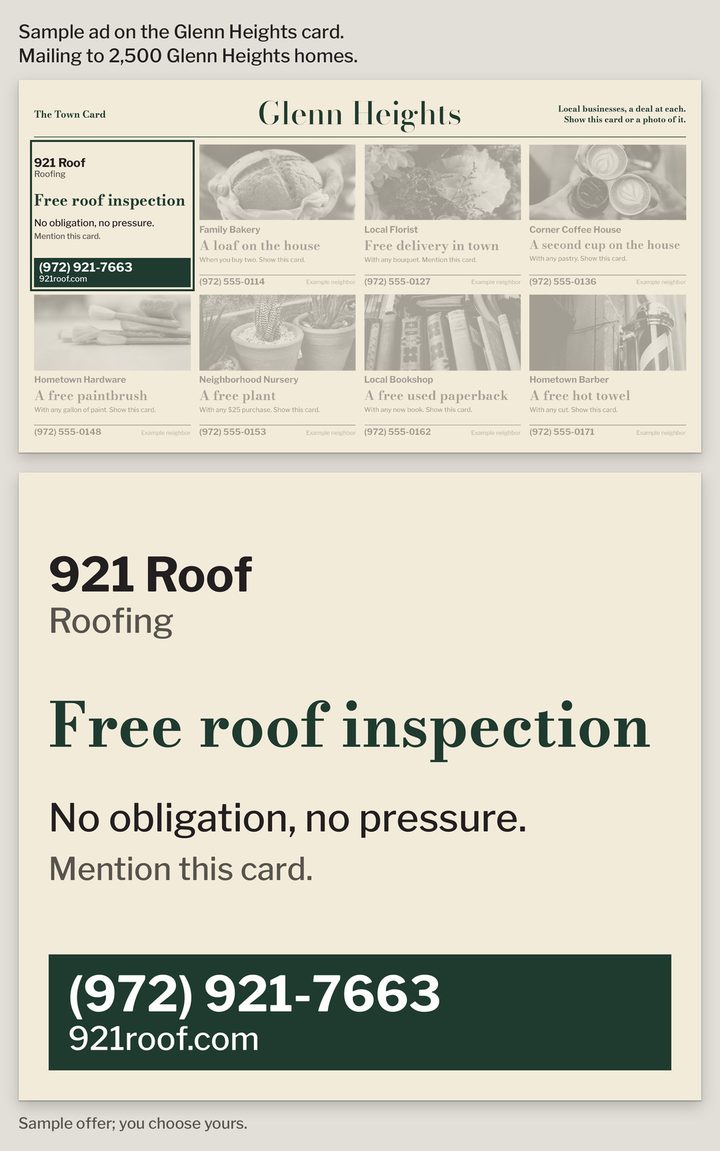 Sample ad on the Glenn Heights card.
Mailing to 2,500 Glenn Heights homes.
The Town Card
Glenn Heights
Local businesses, a deal at each.
Show this card or a photo of it.
921 Roof
Roofing
Free roof inspection
No obligation, no pressure.
Mention this card.
(972) 921-7663
921roof.com
Family Bakery
A loaf on the house
When you buy two. Show this card.
(972) 555-0114
Example neighbor
Local Florist
Free delivery in town
With any bouquet. Mention this card.
(972) 555-0127
Example neighbor
Corner Coffee House
A second cup on the house
With any pastry. Show this card.
(972) 555-0136
Example neighbor
Hometown Hardware
A free paintbrush
With any gallon of paint. Show this card.
(972) 555-0148
Example neighbor
Neighborhood Nursery
A free plant
With any $25 purchase. Show this card.
(972) 555-0153
Example neighbor
Local Bookshop
A free used paperback
With any new book. Show this card.
(972) 555-0162
Example neighbor
Hometown Barber
A free hot towel
With any cut. Show this card.
(972) 555-0171
Example neighbor
921 Roof
Roofing
Free roof inspection
No obligation, no pressure.
Mention this card.
(972) 921-7663
921roof.com
Sample offer; you choose yours.